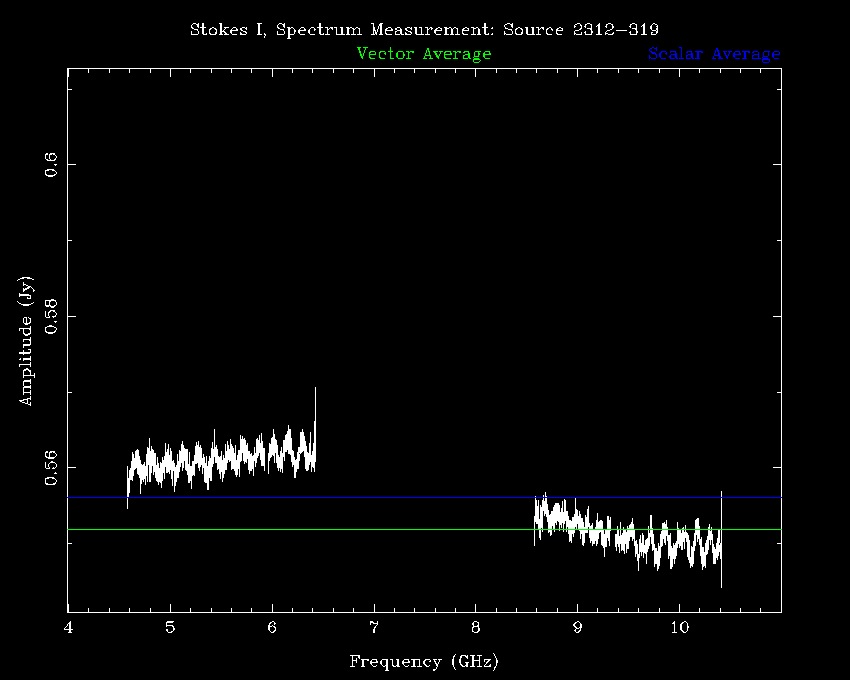 Stokes I, Spectrum Measurement: Source 2312−319
Vector Average
Scalar Average
0.6
0.58
0.56
Amplitude (Jy)
4 5 6 7 8 9 10
Frequency (GHz)